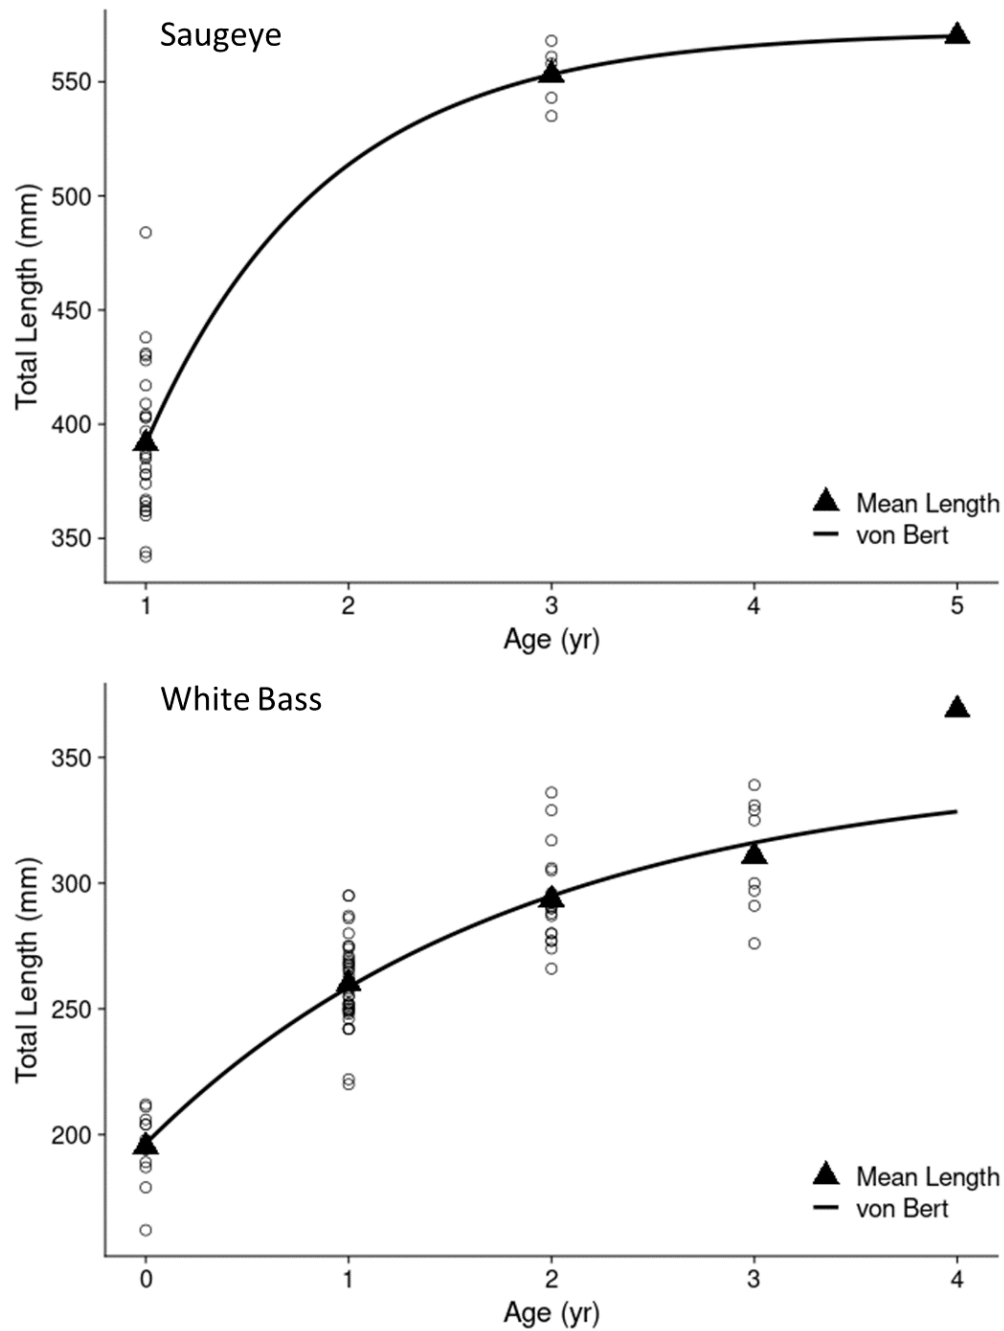 Saugeye
550
500
450
400
350
Total Length (mm)
Mean Length
von Bert
1 2 3 4 5
Age (yr)
White Bass
350
300
250
200
Total Length (mm)
Mean Length
von Bert
0 1 2 3 4
Age (yr)